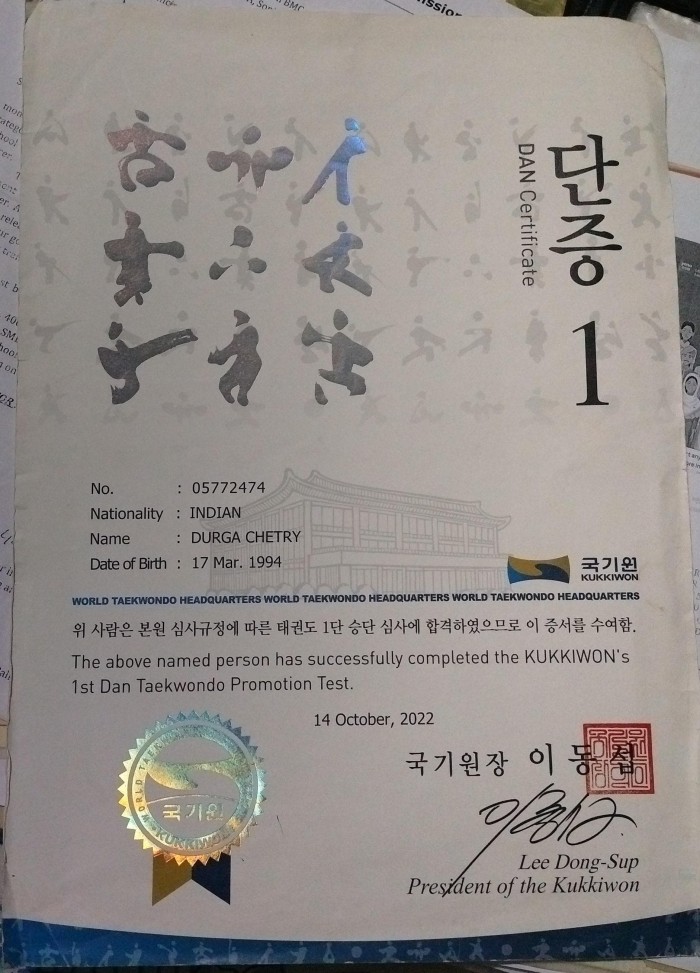 단증
DAN Certificate
1
No. : 05772474
Nationality : INDIAN
Name : DURGA CHETRY
Date of Birth : 17 Mar. 1994
국기원
KUKKIWON
WORLD TAEKWONDO HEADQUARTERS WORLD TAEKWONDO HEADQUARTERS WORLD TAEKWONDO HEADQUARTERS
위 사람은 본원 심사규정에 따른 태권도 1단 승단 심사에 합격하였으므로 이 증서를 수여함.
The above named person has successfully completed the KUKKIWON's
1st Dan Taekwondo Promotion Test.
14 October, 2022
국기원장 이 동 섭
국기원
KUKKIWON
Lee Dong-Sup
President of the Kukkiwon